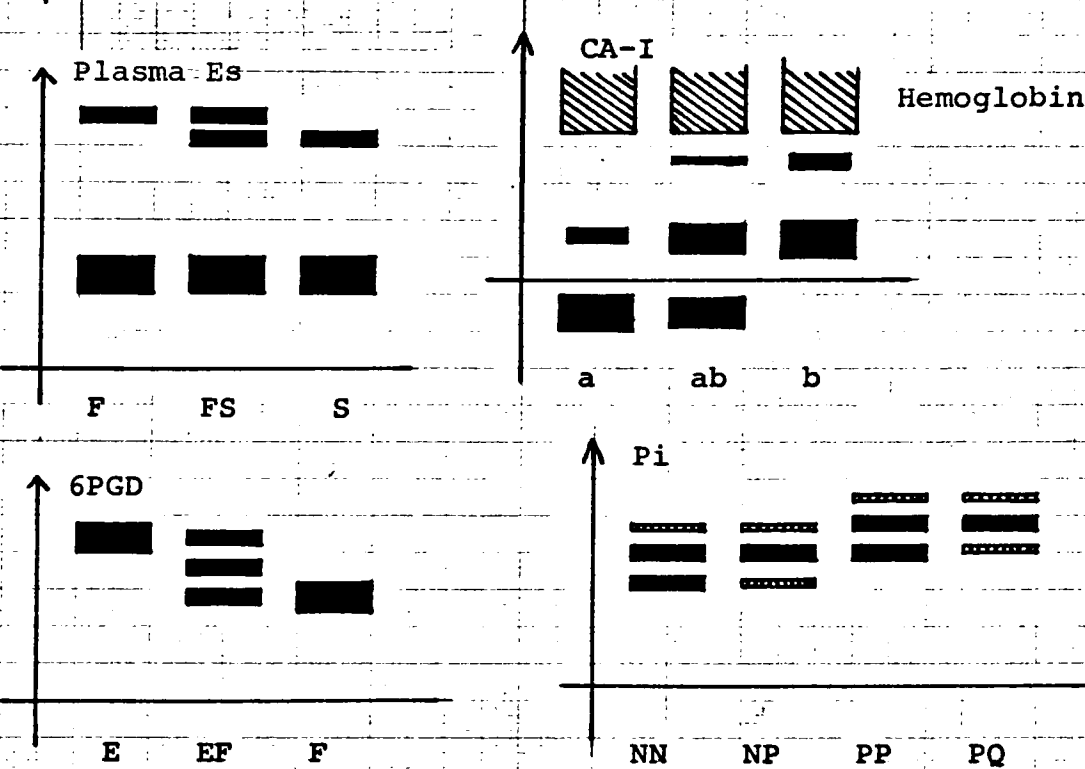 Plasma Es
F FS S
CA-I
Hemoglobin
a ab b
6PGD
E EF F
Pi
NN NP PP PQ